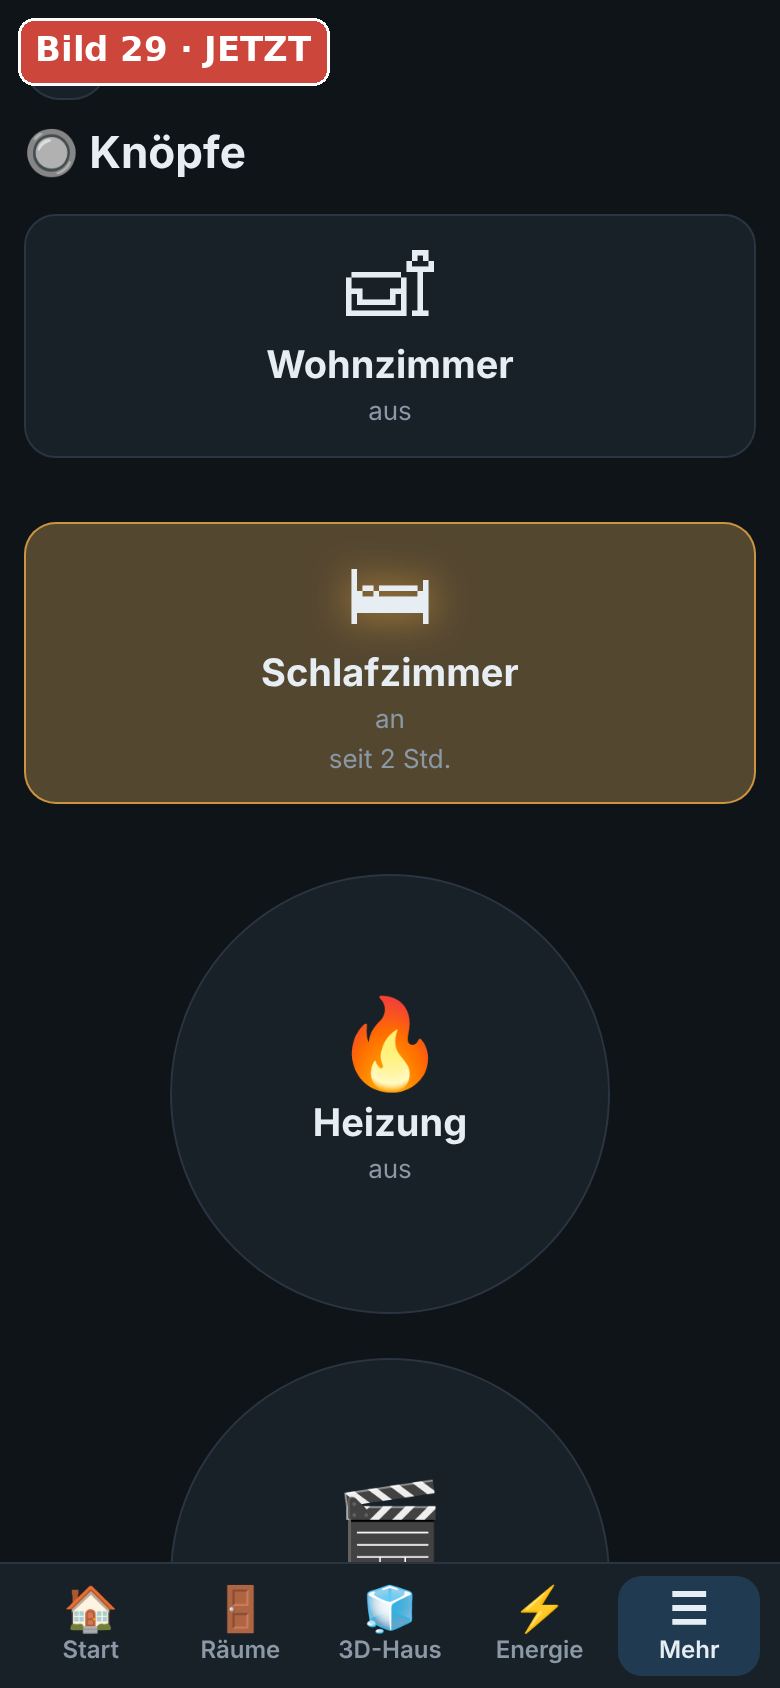 Bild 29 · JETZT
Knöpfe
Wohnzimmer
aus
Schlafzimmer
an
seit 2 Std.
Heizung
aus
Start
Räume
3D-Haus
Energie
Mehr